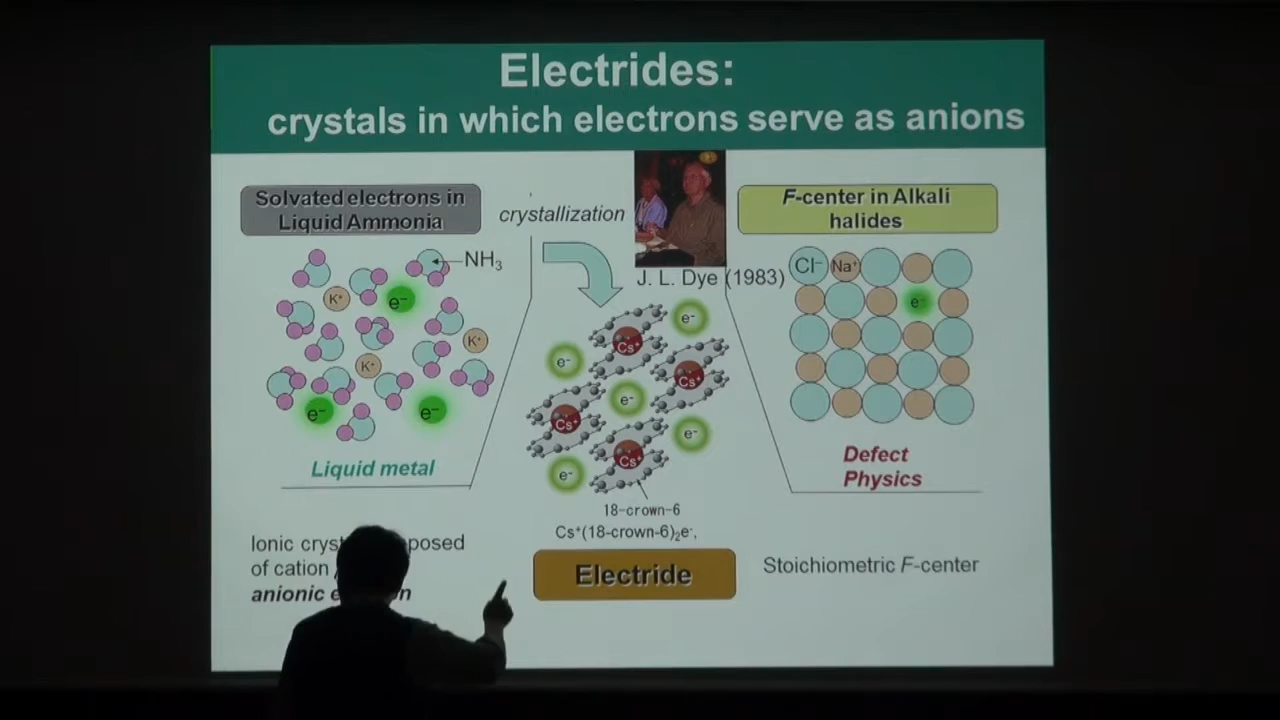 Electrides:
crystals in which electrons serve as anions
Solvated electrons in
Liquid Ammonia
NH₃
K⁺
e⁻
K⁺
K⁺
e⁻
e⁻
Liquid metal
crystallization
J. L. Dye (1983)
e⁻
Cs⁺
e⁻
Cs⁺
e⁻
Cs⁺
e⁻
Cs⁺
e⁻
18-crown-6
Cs⁺(18-crown-6)₂e⁻,
Electride
F-center in Alkali
halides
Cl⁻ Na⁺
e⁻
Defect
Physics
Ionic posed
of cation
anionic
Stoichiometric F-center